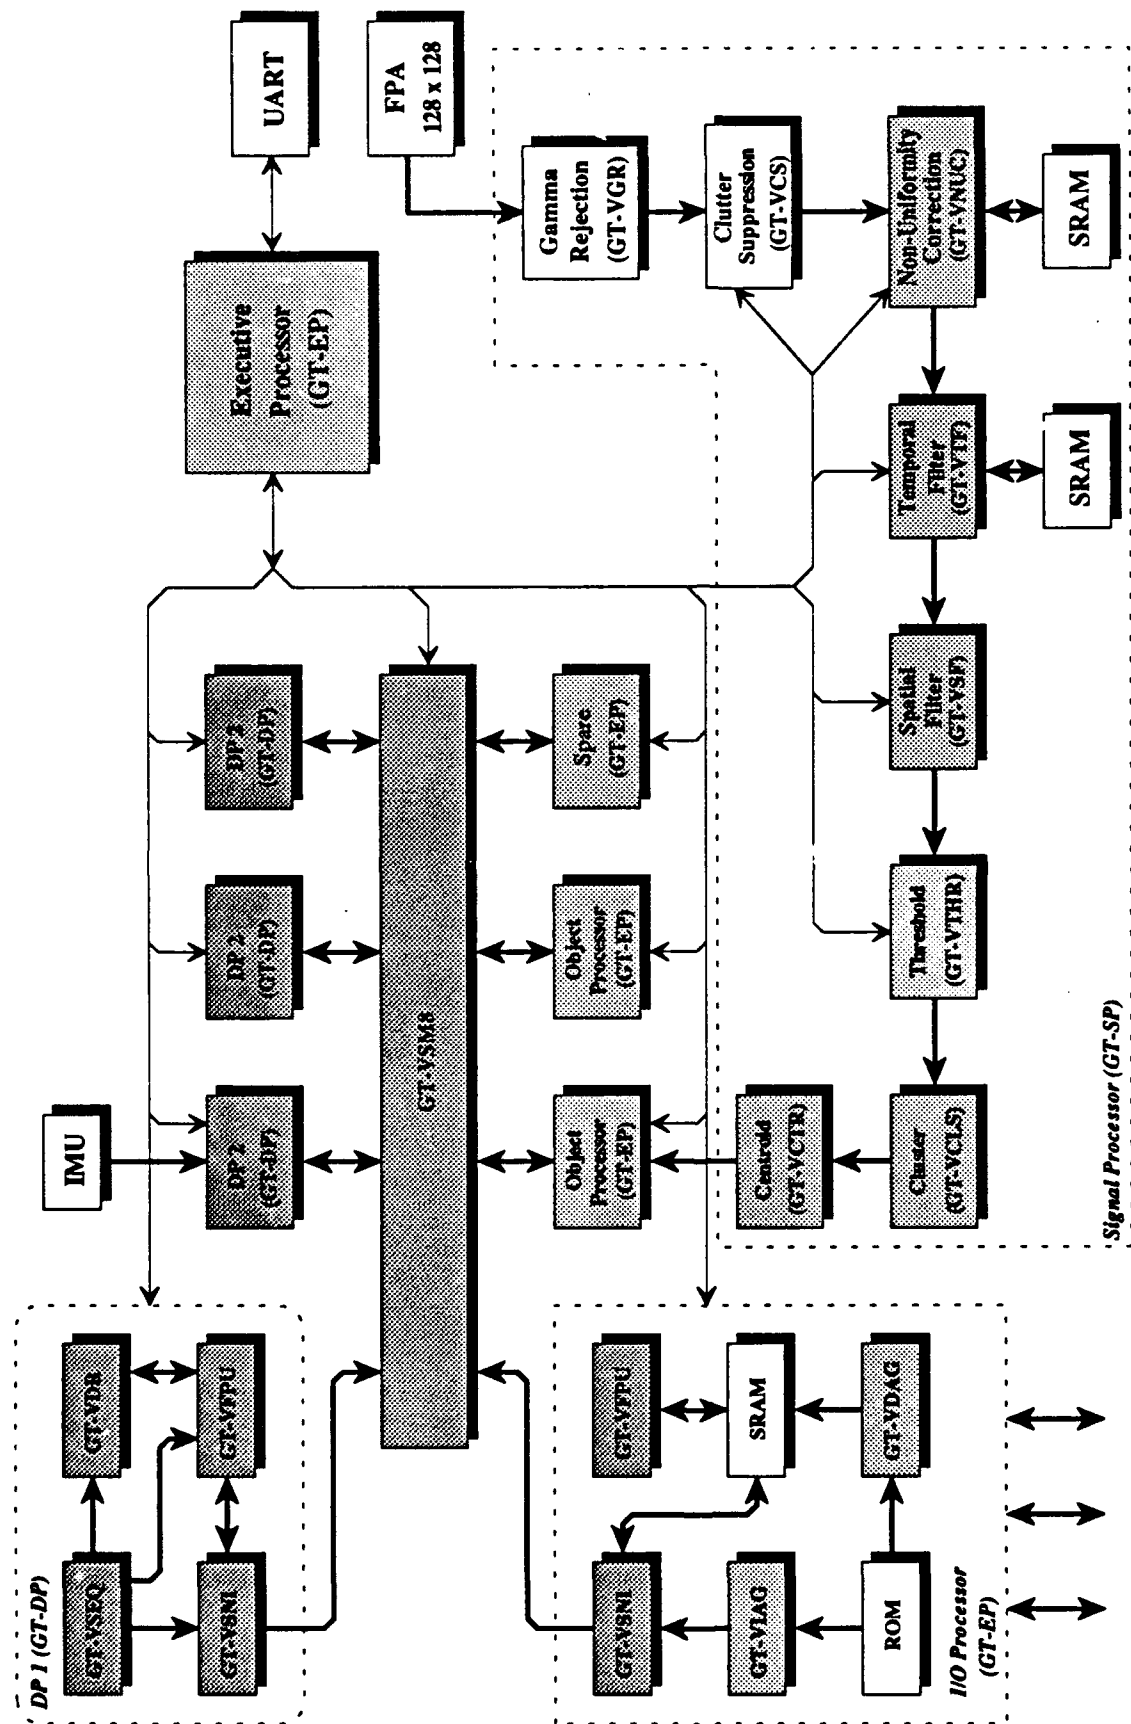 DP 1 (GT-DP)
GT-VSEQ
GT-VDR
GT-VSNI
GT-VFPU
IMU
DP 2
(GT-DP)
DP 2
(GT-DP)
DP 2
(GT-DP)
Executive
Processor
(GT-EP)
UART
FPA
128 x 128
GT-VSM8
GT-VSNI
GT-VFPU
GT-VIAG
SRAM
ROM
GT-VDAG
I/O Processor
(GT-EP)
Object
Processor
(GT-EP)
Object
Processor
(GT-EP)
Spare
(GT-EP)
Gamma
Rejection
(GT-VGR)
Clutter
Suppression
(GT-VCS)
Non-Uniformity
Correction
(GT-VNUC)
SRAM
Temporal
Filter
(GT-VTF)
SRAM
Spatial
Filter
(GT-VSF)
Threshold
(GT-VTHR)
Cluster
(GT-VCLS)
Centroid
(GT-VCTR)
Signal Processor (GT-SP)